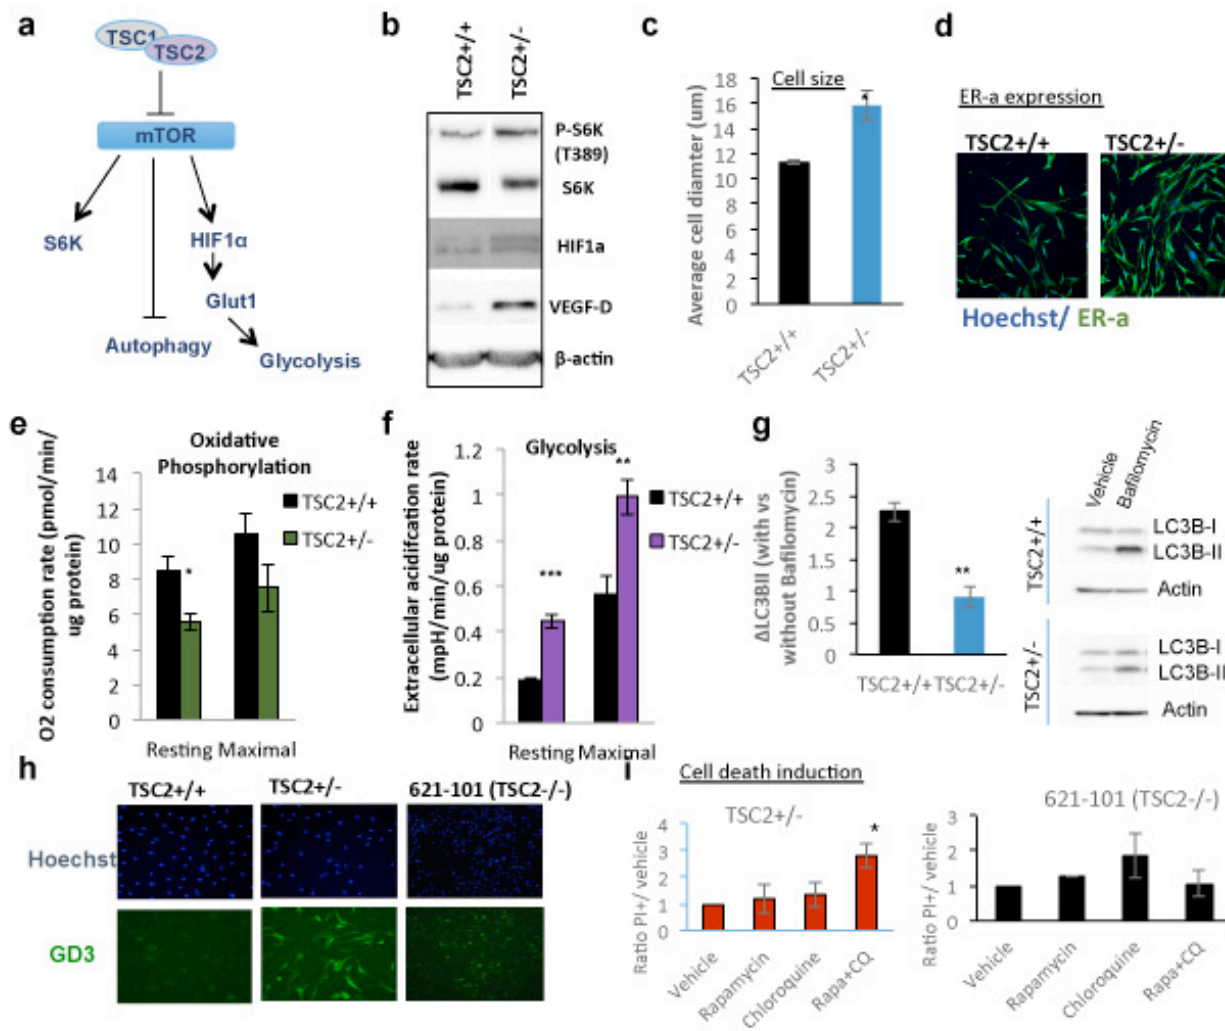 a
TSC1
TSC2
mTOR
S6K
HIF1α
Glut1
Autophagy
Glycolysis
b
TSC2+/+
TSC2+/-
P-S6K
(T389)
S6K
HIF1a
VEGF-D
β-actin
c
Cell size
Average cell diamter (um)
18
16
14
12
10
8
6
4
2
0
*
TSC2+/+
TSC2+/-
d
ER-a expression
TSC2+/+
TSC2+/-
Hoechst/ ER-a
e
Oxidative
Phosphorylation
O2 consumption rate (pmol/min/
ug protein)
14
12
10
8
6
4
2
0
*
TSC2+/+
TSC2+/-
Resting Maximal
f
Glycolysis
Extracellular acidifcation rate
(mpH/min/ug protein)
1.2
1
0.8
0.6
0.4
0.2
0
***
**
TSC2+/+
TSC2+/-
Resting Maximal
g
ΔLC3BII (with vs
without Bafilomycin)
3
2.5
2
1.5
1
0.5
0
**
TSC2+/+ TSC2+/-
Vehicle
Bafilomycin
TSC2+/+
LC3B-I
LC3B-II
Actin
TSC2+/-
LC3B-I
LC3B-II
Actin
h
TSC2+/+
TSC2+/-
621-101 (TSC2-/-)
Hoechst
GD3
i
Cell death induction
TSC2+/-
Ratio PI+/ vehicle
4
3
2
1
0
*
Vehicle
Rapamycin
Chloroquine
Rapa+CQ
621-101 (TSC2-/-)
Ratio PI+/ vehicle
3
2
1
0
Vehicle
Rapamycin
Chloroquine
Rapa+CQ